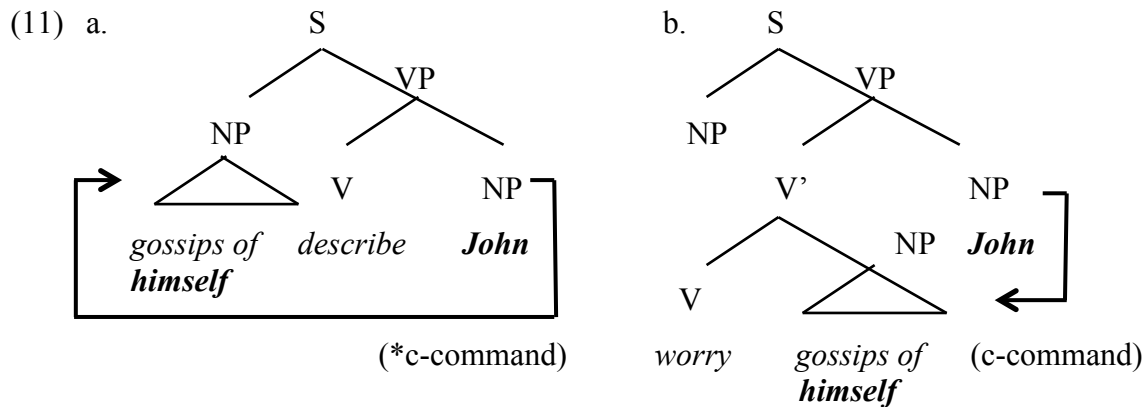 (11) a. S b. S
VP VP
NP NP
V NP V’ NP
gossips of describe John NP John
himself
V
(*c-command) worry gossips of (c-command)
himself